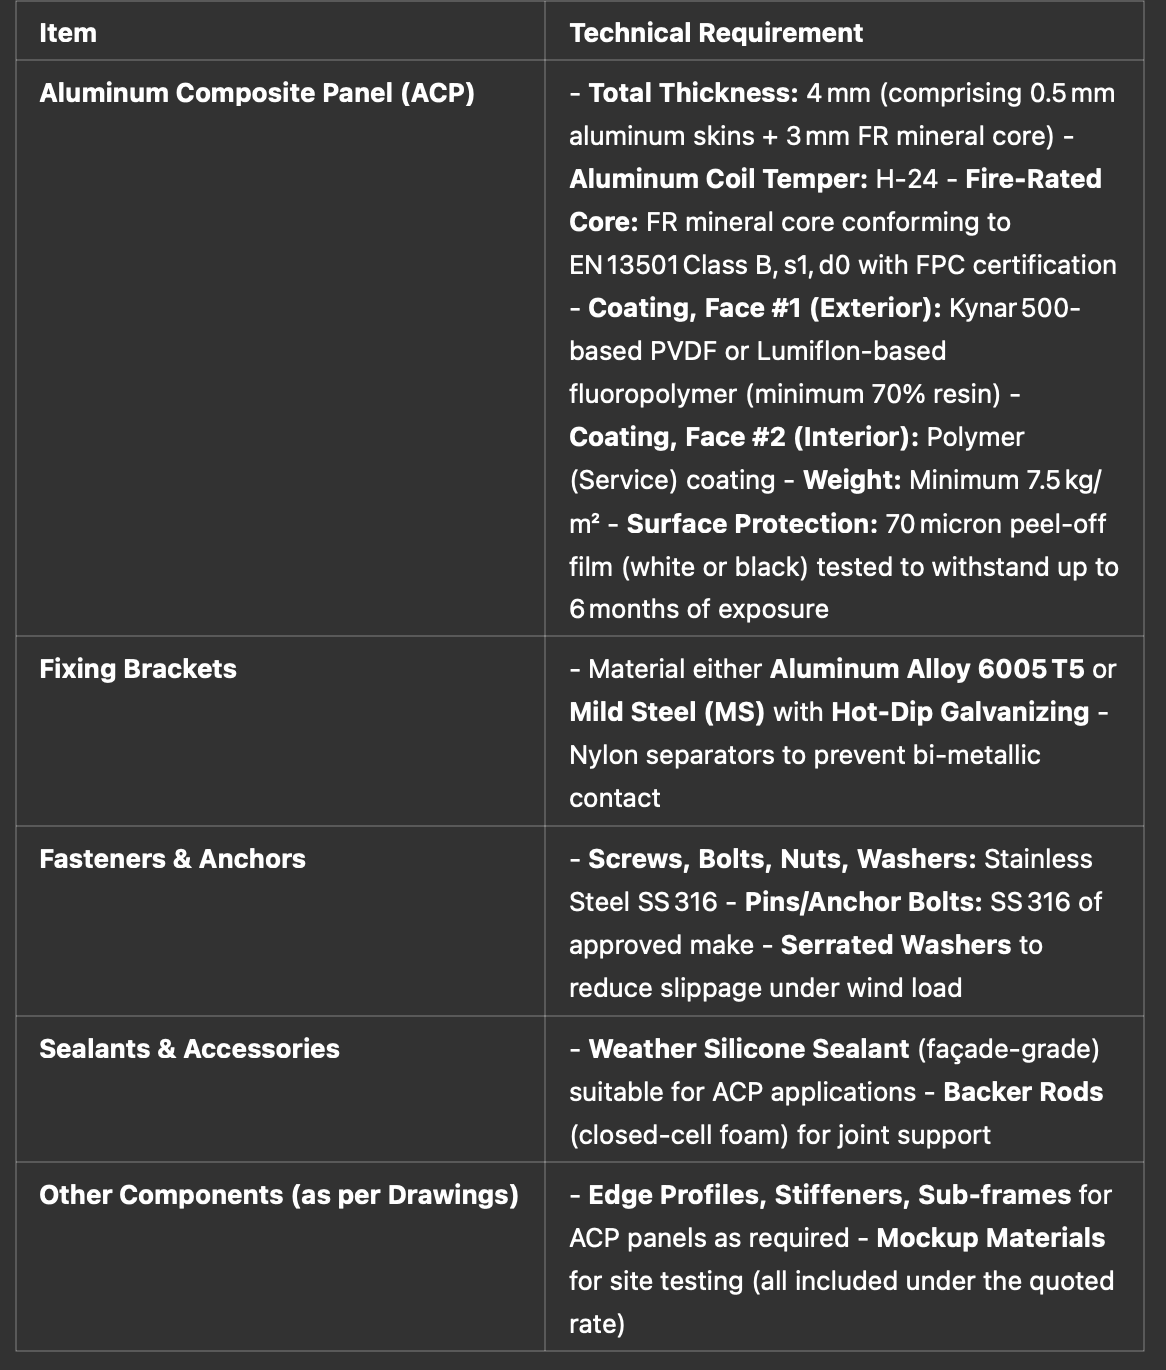 Item
Technical Requirement
Aluminum Composite Panel (ACP)
- Total Thickness: 4 mm (comprising 0.5 mm
aluminum skins + 3 mm FR mineral core) -
Aluminum Coil Temper: H-24 - Fire-Rated
Core: FR mineral core conforming to
EN 13501 Class B, s1, d0 with FPC certification
- Coating, Face #1 (Exterior): Kynar 500-
based PVDF or Lumiflon-based
fluoropolymer (minimum 70% resin) -
Coating, Face #2 (Interior): Polymer
(Service) coating - Weight: Minimum 7.5 kg/
m² - Surface Protection: 70 micron peel-off
film (white or black) tested to withstand up to
6 months of exposure
Fixing Brackets
- Material either Aluminum Alloy 6005 T5 or
Mild Steel (MS) with Hot-Dip Galvanizing -
Nylon separators to prevent bi-metallic
contact
Fasteners & Anchors
- Screws, Bolts, Nuts, Washers: Stainless
Steel SS 316 - Pins/Anchor Bolts: SS 316 of
approved make - Serrated Washers to
reduce slippage under wind load
Sealants & Accessories
- Weather Silicone Sealant (façade-grade)
suitable for ACP applications - Backer Rods
(closed-cell foam) for joint support
Other Components (as per Drawings)
- Edge Profiles, Stiffeners, Sub-frames for
ACP panels as required - Mockup Materials
for site testing (all included under the quoted
rate)